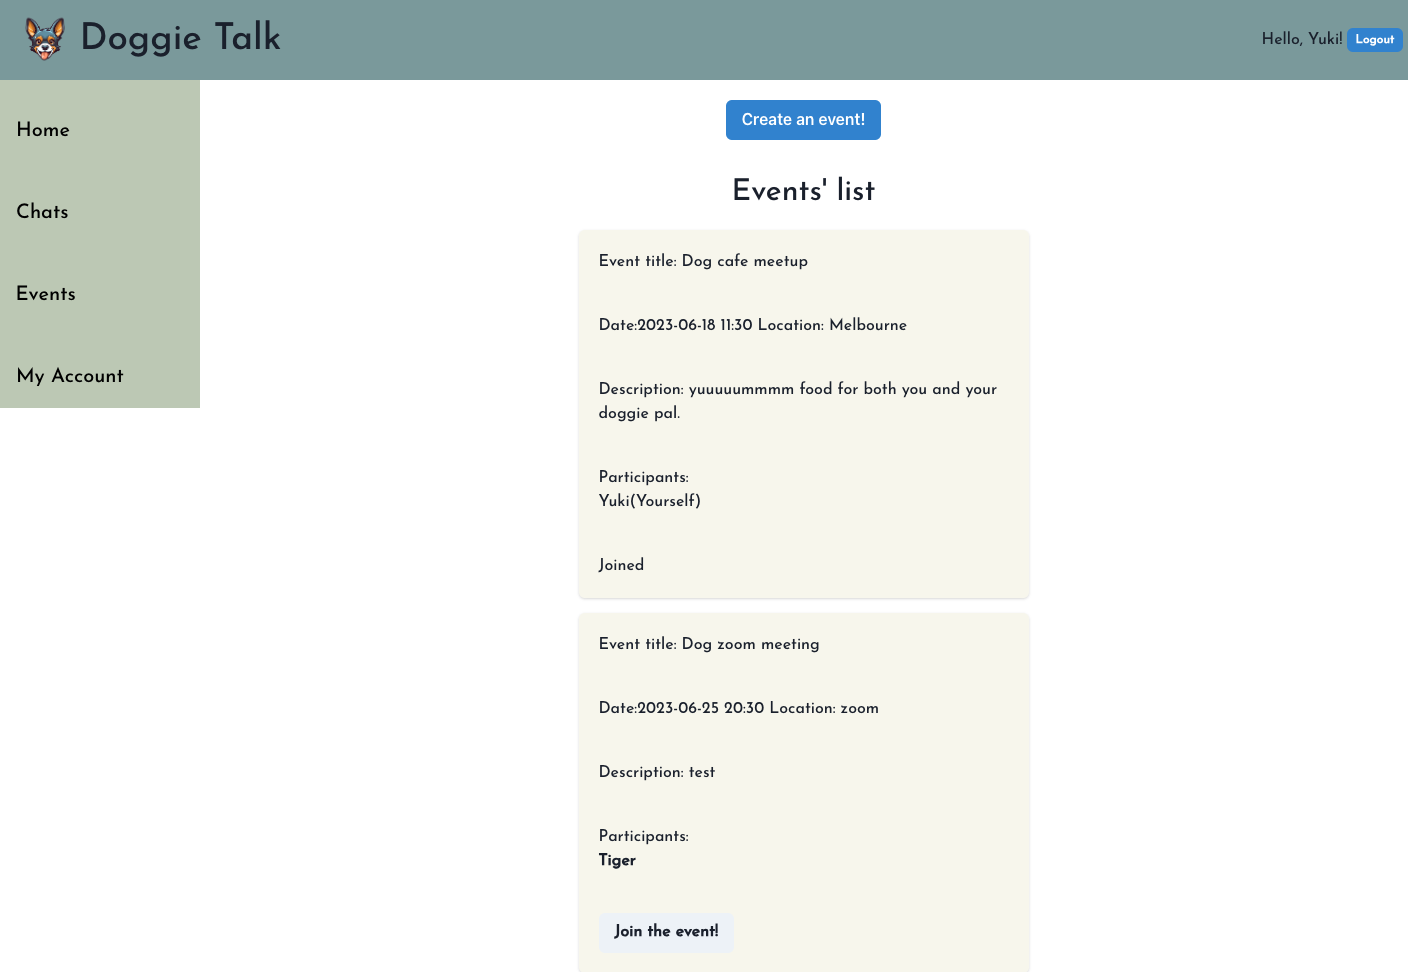 Doggie Talk
Hello, Yuki! Logout
Home
Chats
Events
My Account
Create an event!
Events' list
Event title: Dog cafe meetup
Date:2023-06-18 11:30 Location: Melbourne
Description: yuuuuummmm food for both you and your
doggie pal.
Participants:
Yuki(Yourself)
Joined
Event title: Dog zoom meeting
Date:2023-06-25 20:30 Location: zoom
Description: test
Participants:
Tiger
Join the event!